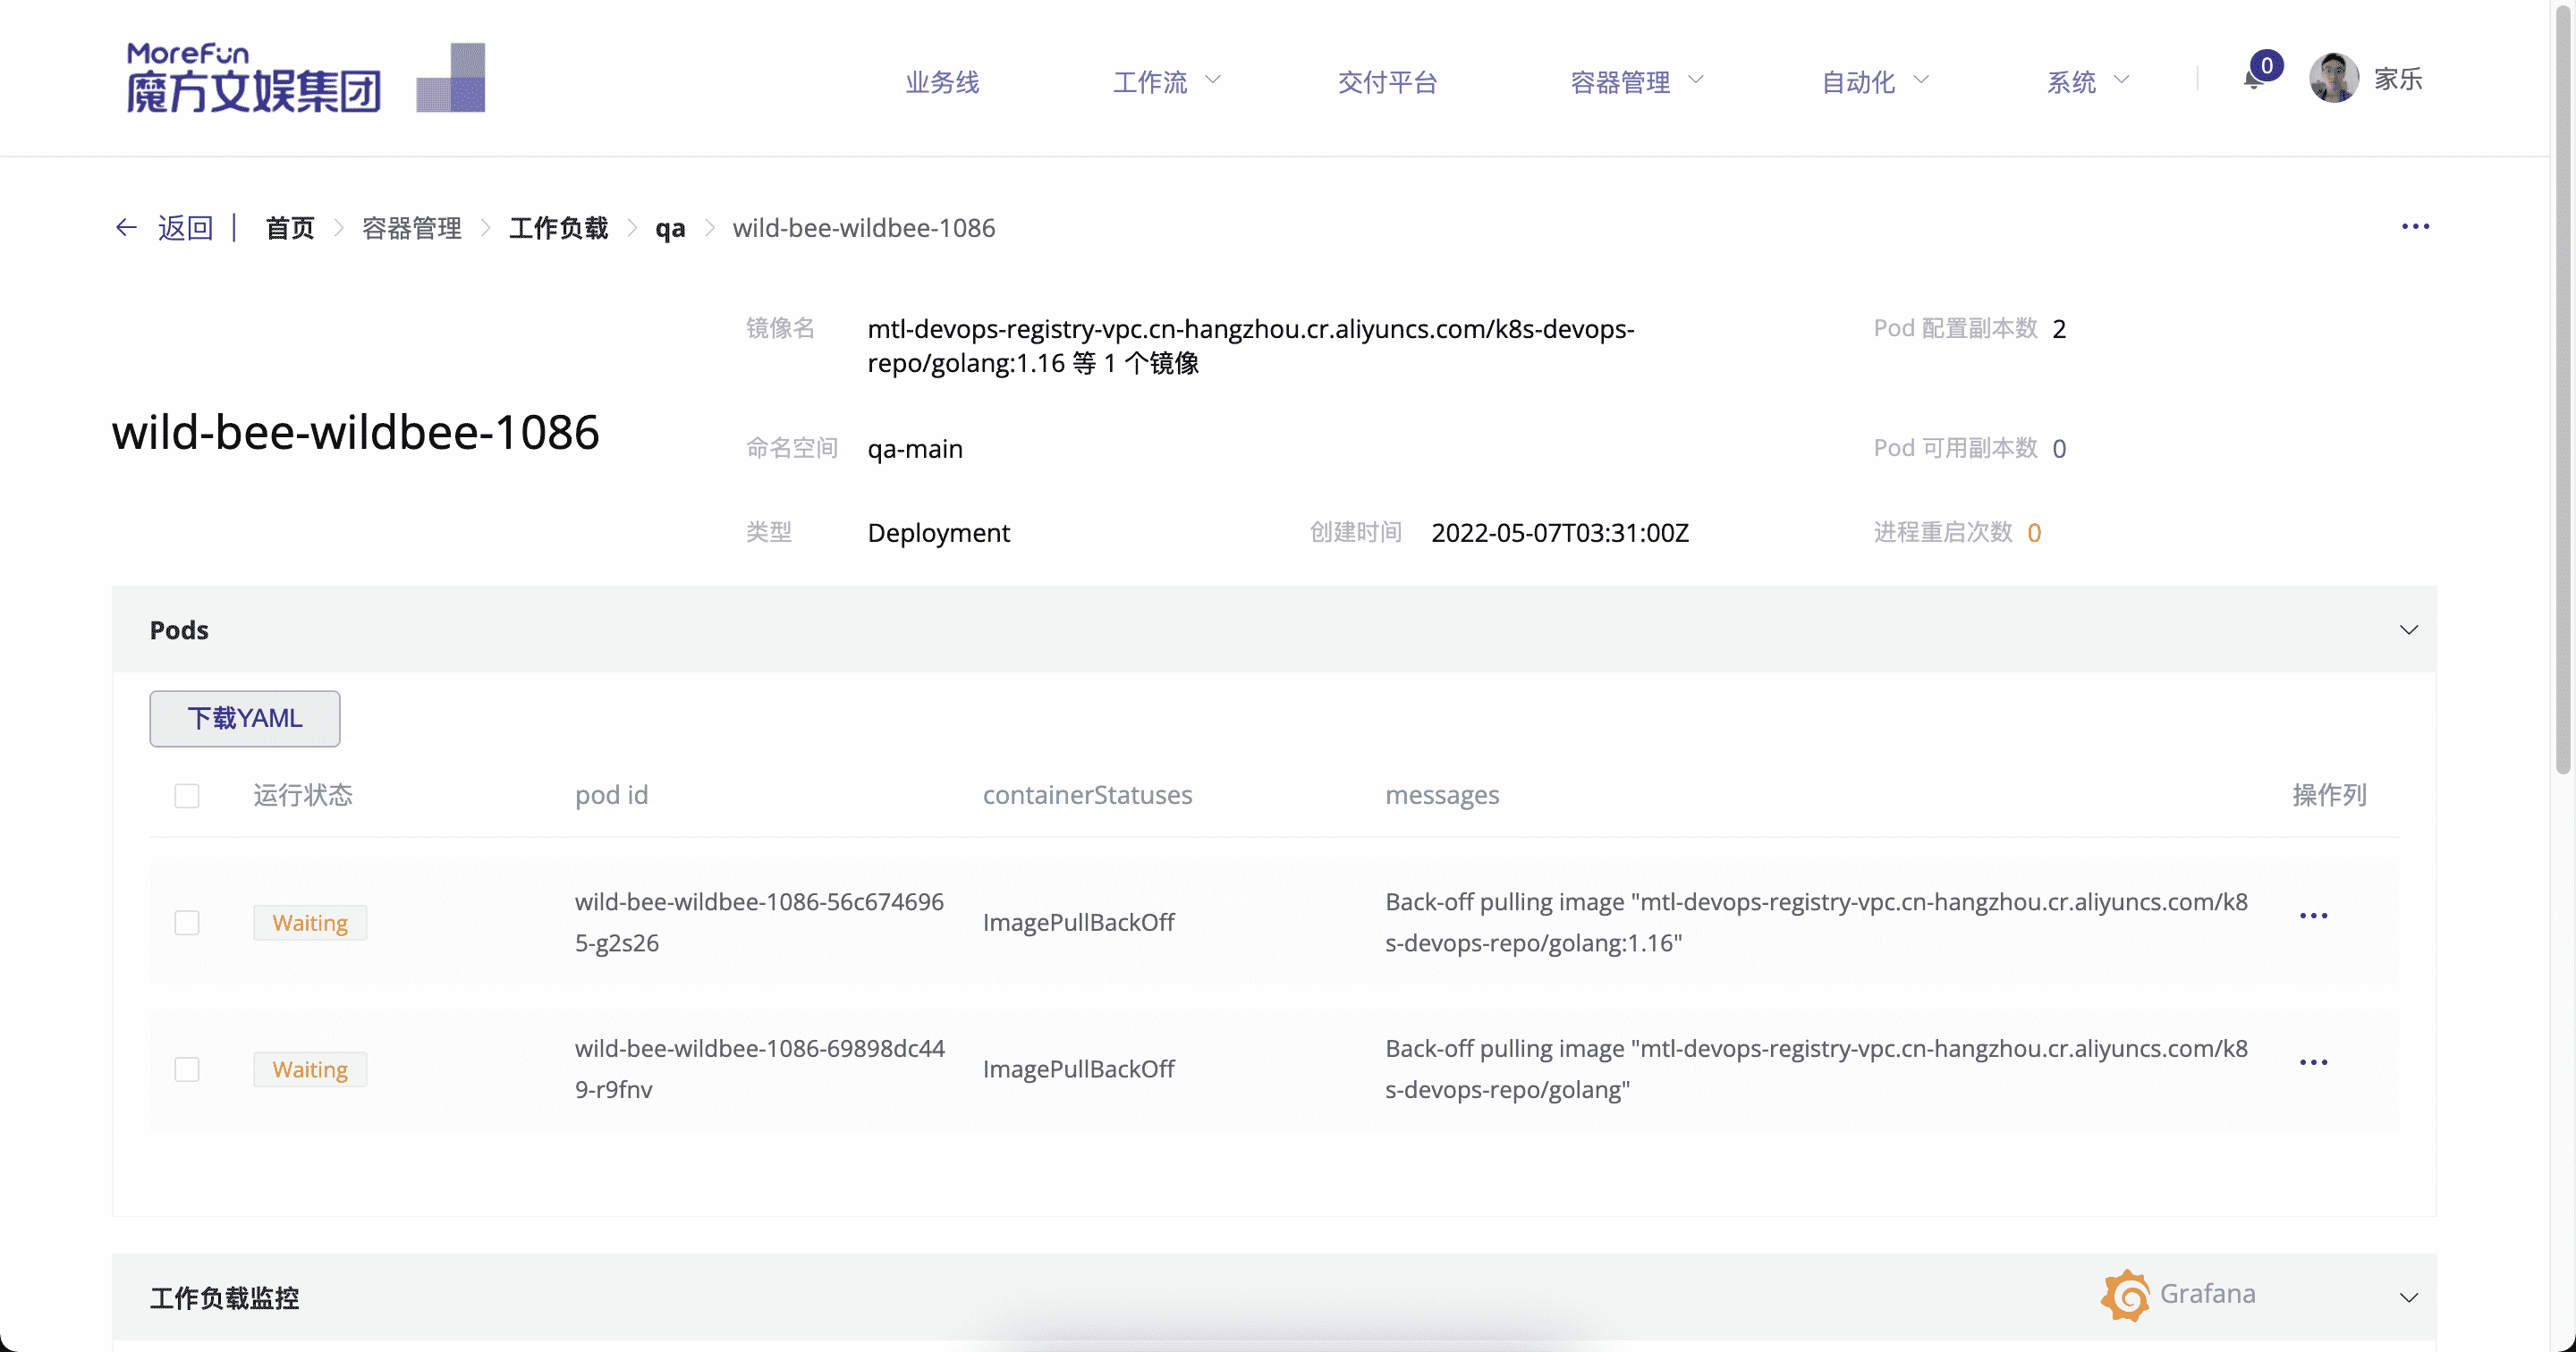 MoreFun
魔方文娱集团
业务线
工作流
交付平台
容器管理
自动化
系统
0
家乐
返回
首页 > 容器管理 > 工作负载 > qa > wild-bee-wildbee-1086
wild-bee-wildbee-1086
镜像名
mtl-devops-registry-vpc.cn-hangzhou.cr.aliyuncs.com/k8s-devops-
repo/golang:1.16 等 1 个镜像
Pod 配置副本数 2
命名空间 qa-main
Pod 可用副本数 0
类型 Deployment
创建时间 2022-05-07T03:31:00Z
进程重启次数 0
Pods
下载YAML
运行状态
pod id
containerStatuses
messages
操作列
Waiting
wild-bee-wildbee-1086-56c674696
5-g2s26
ImagePullBackOff
Back-off pulling image "mtl-devops-registry-vpc.cn-hangzhou.cr.aliyuncs.com/k8
s-devops-repo/golang:1.16"
Waiting
wild-bee-wildbee-1086-69898dc44
9-r9fnv
ImagePullBackOff
Back-off pulling image "mtl-devops-registry-vpc.cn-hangzhou.cr.aliyuncs.com/k8
s-devops-repo/golang"
工作负载监控
Grafana